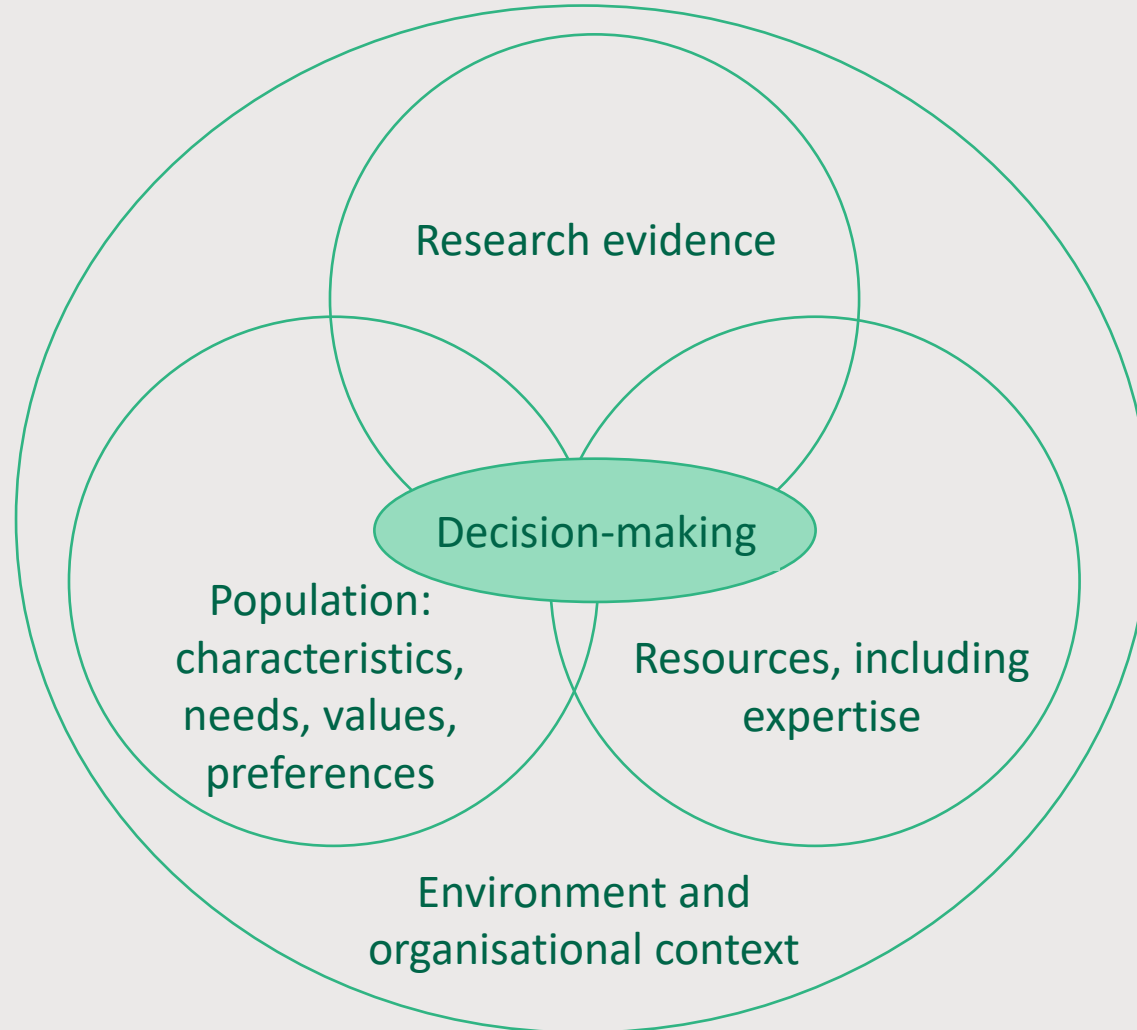 Research evidence
Decision-making
Population:
characteristics,
needs, values,
preferences
Resources, including
expertise
Environment and
organisational context